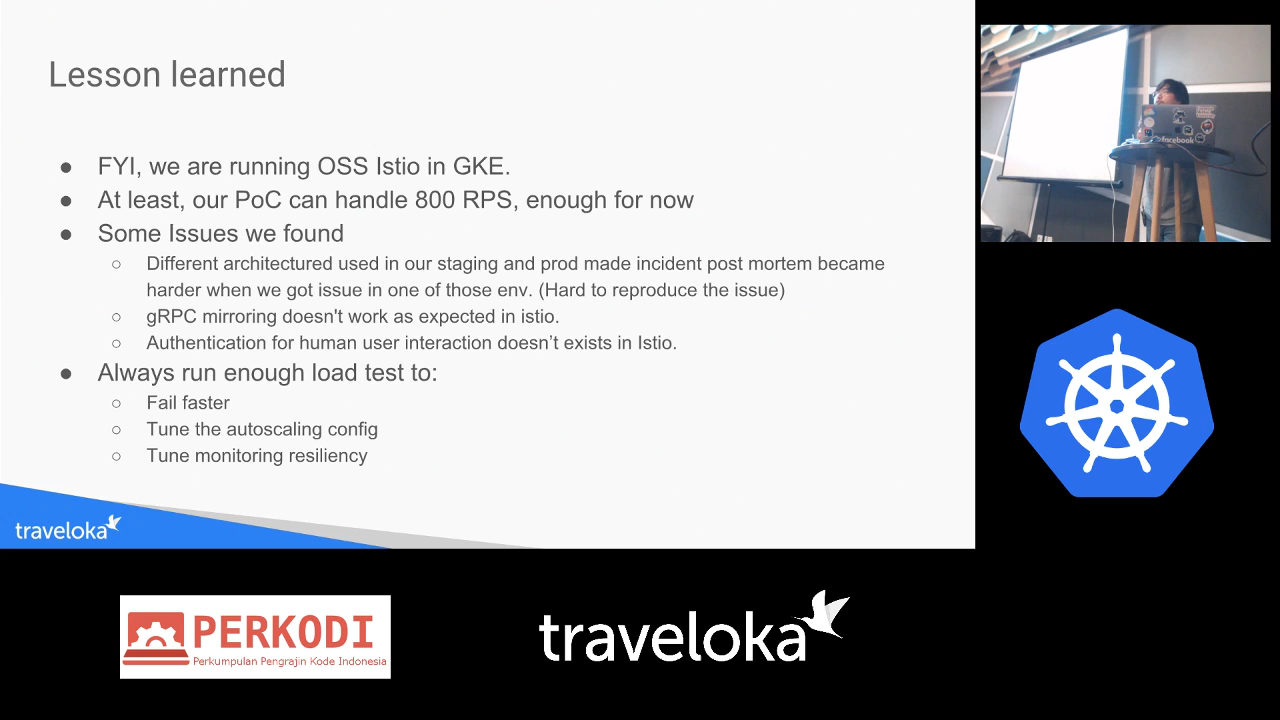 Lesson learned
● FYI, we are running OSS Istio in GKE.
● At least, our PoC can handle 800 RPS, enough for now
● Some Issues we found
○ Different architectured used in our staging and prod made incident post mortem became
harder when we got issue in one of those env. (Hard to reproduce the issue)
○ gRPC mirroring doesn't work as expected in istio.
○ Authentication for human user interaction doesn’t exists in Istio.
● Always run enough load test to:
○ Fail faster
○ Tune the autoscaling config
○ Tune monitoring resiliency
traveloka
facebook
PERKODI
Perkumpulan Pengrajin Kode Indonesia
traveloka